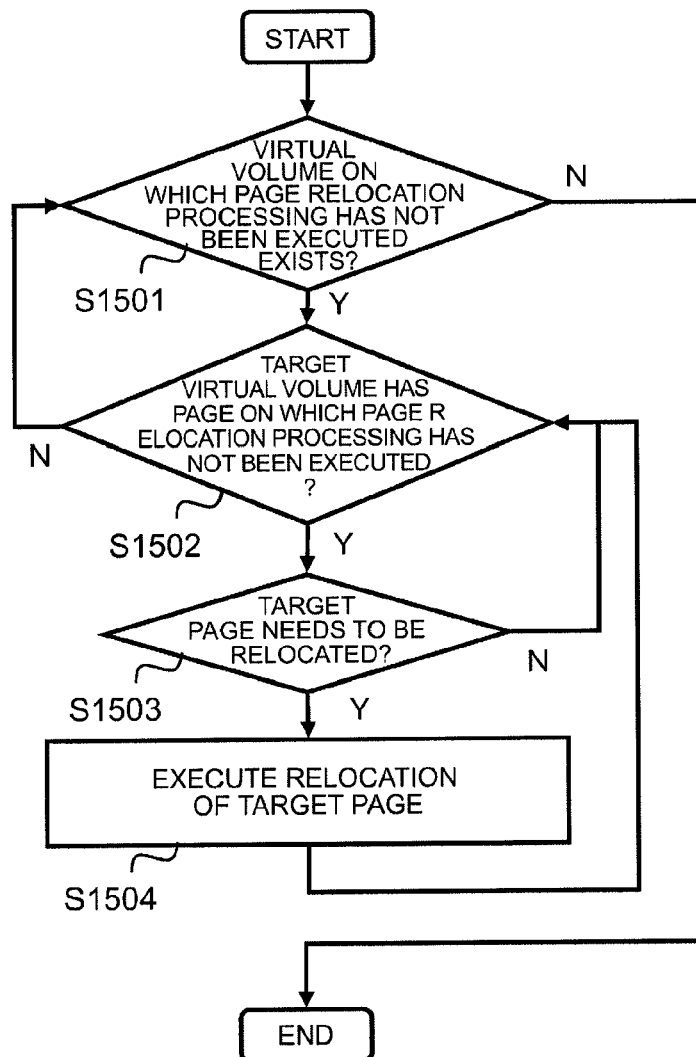 START
VIRTUAL
VOLUME ON
WHICH PAGE RELOCATION
PROCESSING HAS NOT
BEEN EXECUTED
EXISTS?
N
S1501
Y
TARGET
VIRTUAL VOLUME HAS
PAGE ON WHICH PAGE R
ELOCATION PROCESSING HAS
NOT BEEN EXECUTED
?
N
S1502
Y
TARGET
PAGE NEEDS TO BE
RELOCATED?
N
S1503
Y
EXECUTE RELOCATION
OF TARGET PAGE
S1504
END